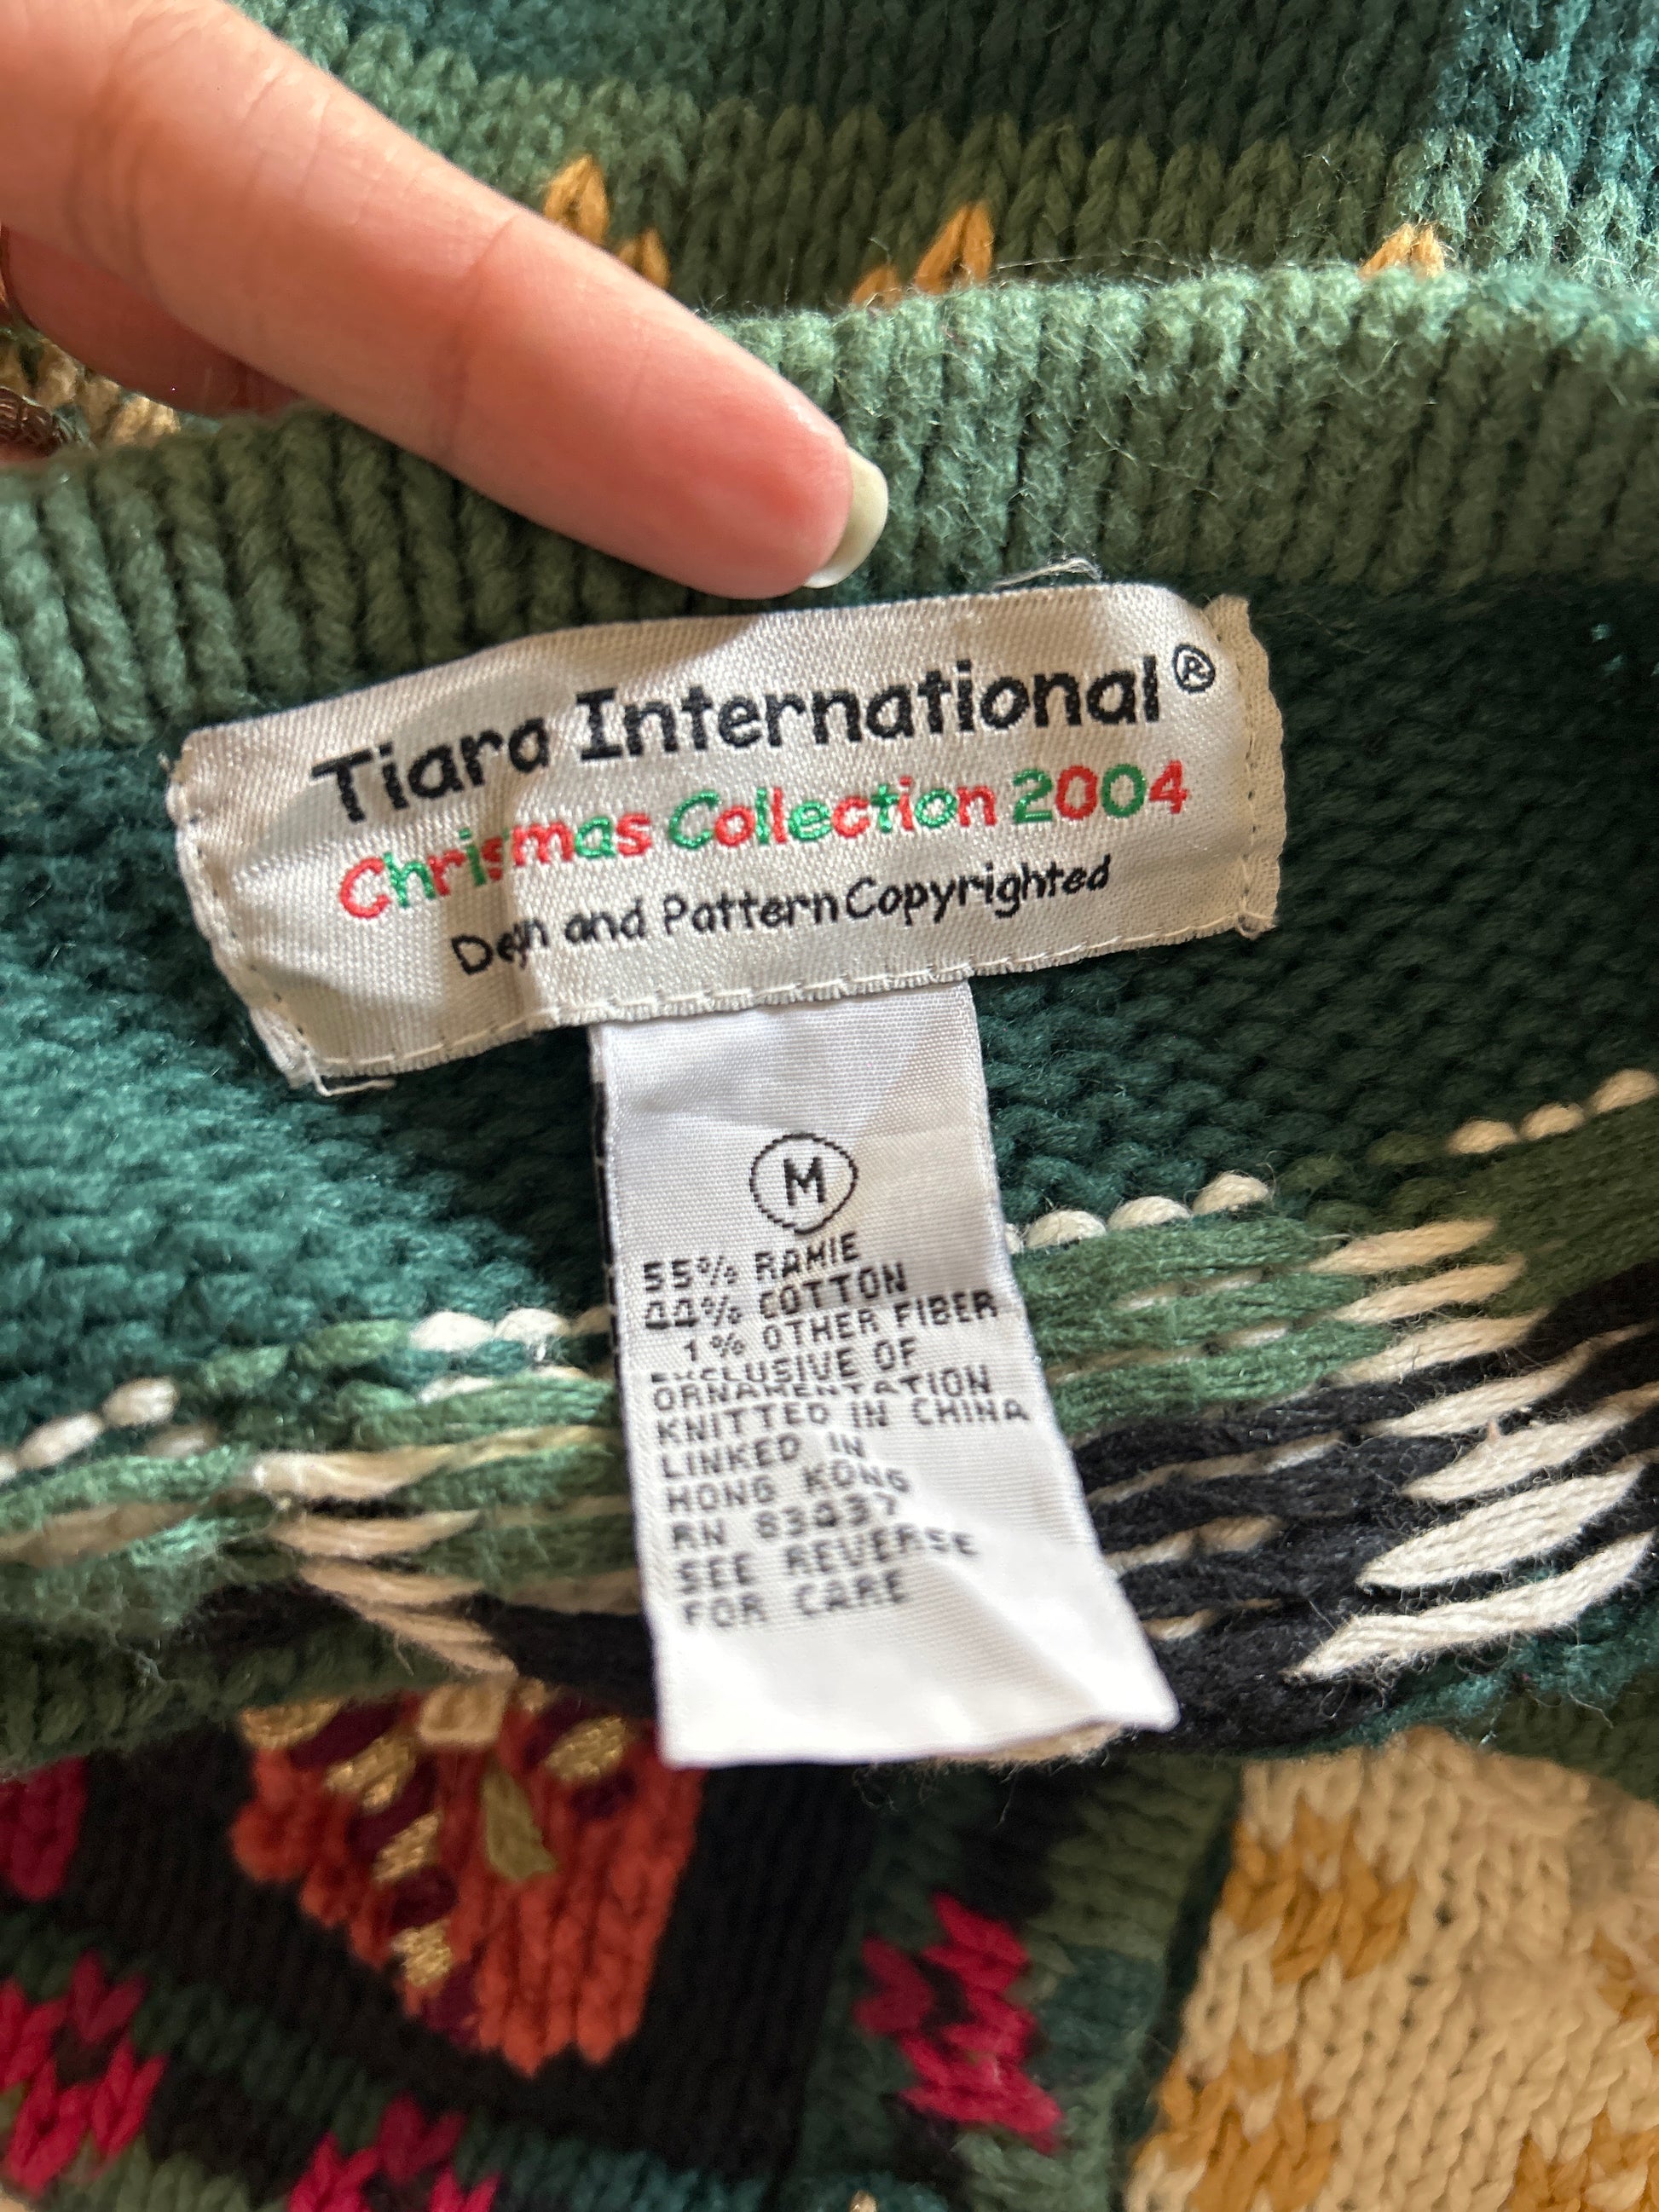 Tiara International®
Christmas Collection 2004
Design and Pattern Copyrighted
M
55% RAMIE
44% COTTON
1% OTHER FIBER
EXCLUSIVE OF
ORNAMENTATION
KNITTED IN CHINA
LINKED IN
HONG KONG
RN 83437
SEE REVERSE
FOR CARE